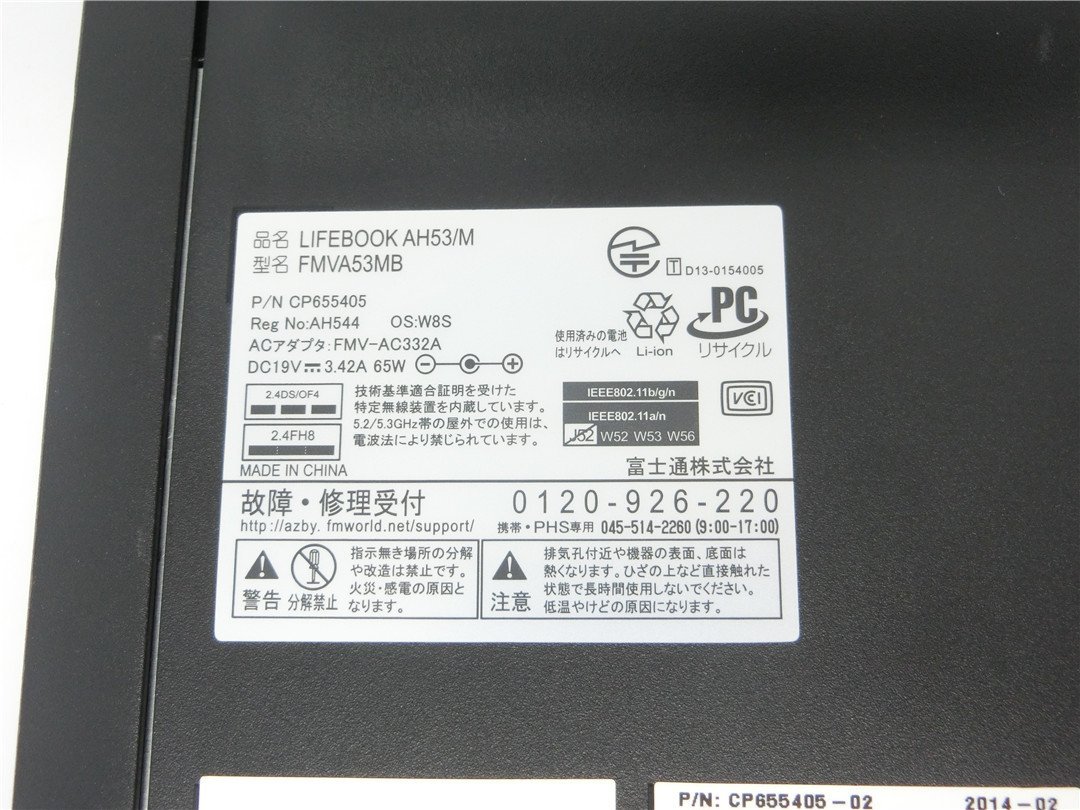 品名 LIFEBOOK AH53/M
型名 FMVA53MB
T D13-0154005
P/N CP655405
Reg No:AH544 OS:W8S
ACアダプタ:FMV-AC332A
DC19V 3.42A 65W
使用済みの電池
はリサイクルへ
Li-ion
PC
リサイクル
2.4DS/OF4
2.4FH8
技術基準適合証明を受けた
特定無線装置を内蔵しています。
5.2/5.3GHz帯の屋外での使用は、
電波法により禁じられています。
IEEE802.11b/g/n
IEEE802.11a/n
J52 W52 W53 W56
VCI
MADE IN CHINA
富士通株式会社
故障・修理受付 0120-926-220
http://azby.fmworld.net/support/ 携帯・PHS専用 045-514-2260 (9:00-17:00)
警告
分解禁止
指示無き場所の分解
や改造は禁止です。
火災・感電の原因と
なります。
注意
排気孔付近や機器の表面、底面は
熱くなります。ひざの上など直接触れた
状態で長時間使用しないでください。
低温やけどの原因になります。
P/N: CP655405-02 2014-02